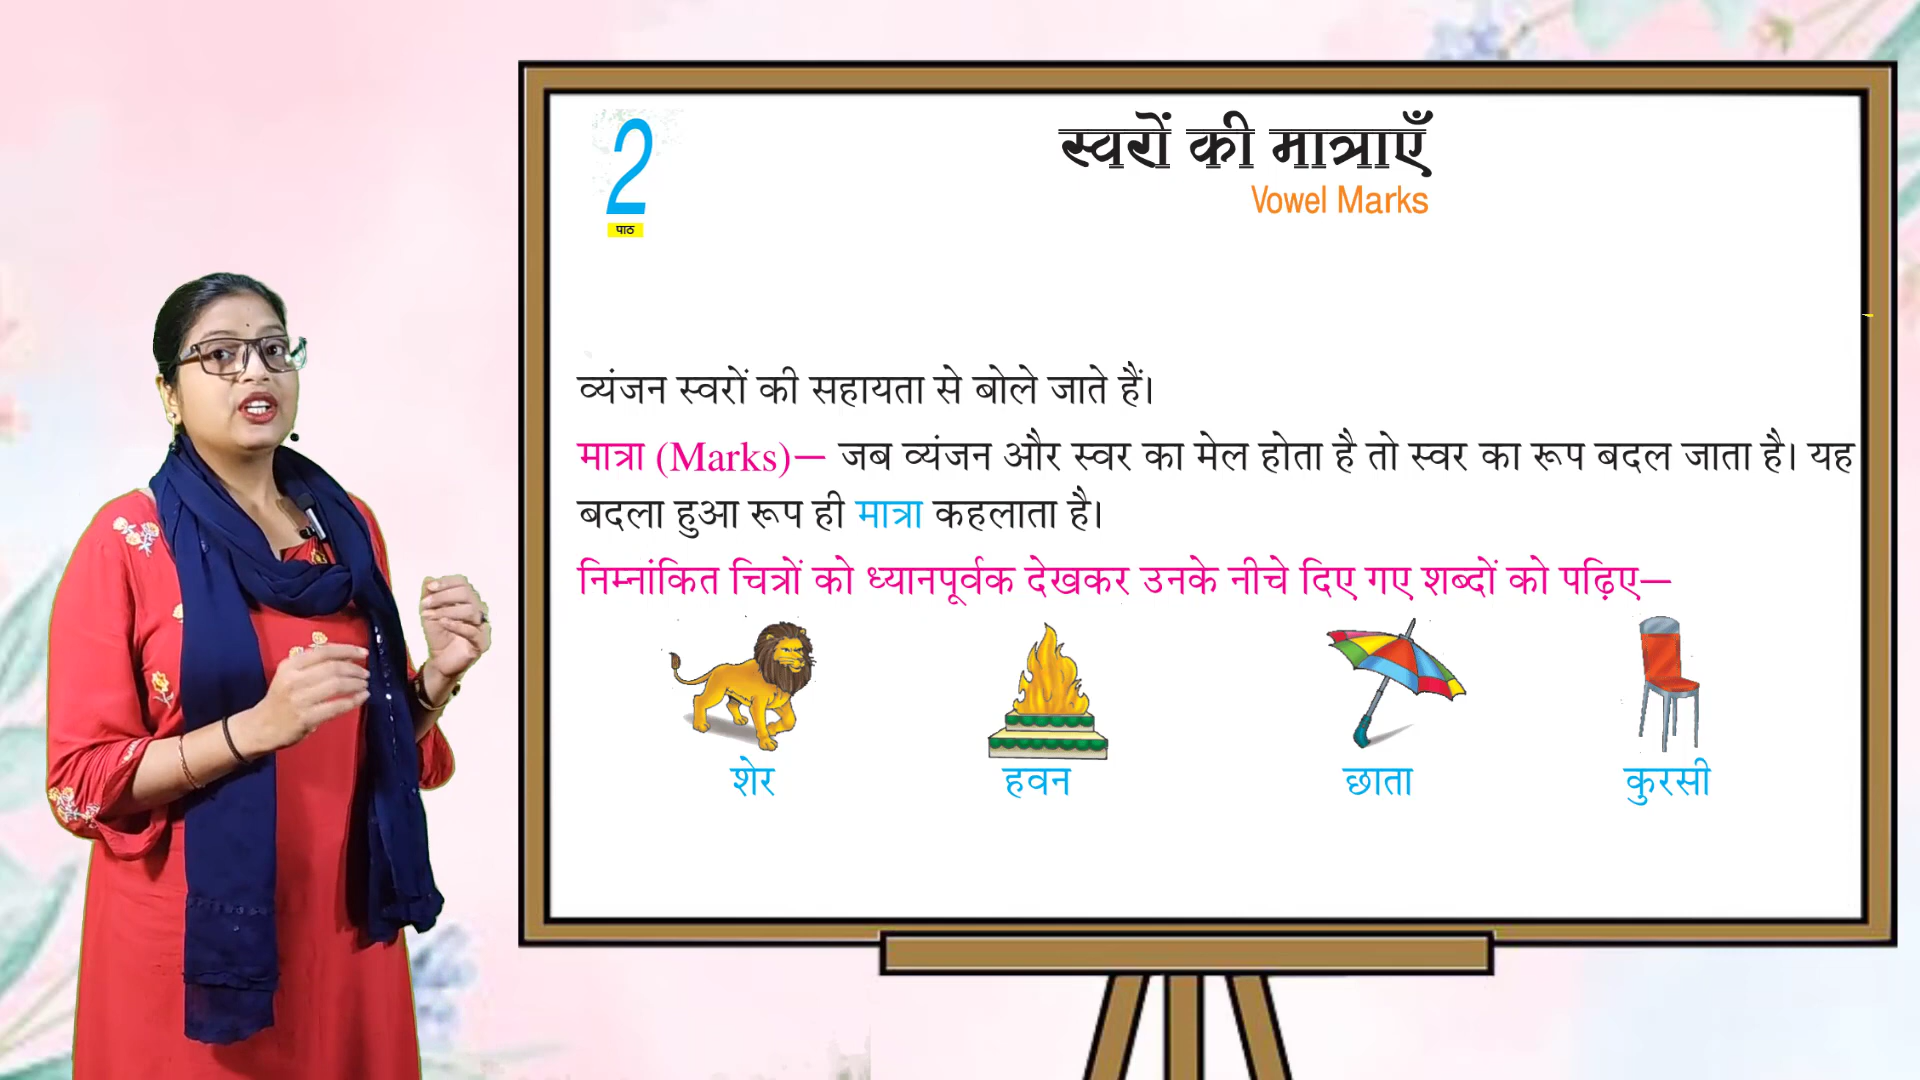 2
पाठ
स्वरों की मात्राएँ
Vowel Marks
व्यंजन स्वरों की सहायता से बोले जाते हैं।
मात्रा (Marks)— जब व्यंजन और स्वर का मेल होता है तो स्वर का रूप बदल जाता है। यह
बदला हुआ रूप ही मात्रा कहलाता है।
निम्नांकित चित्रों को ध्यानपूर्वक देखकर उनके नीचे दिए गए शब्दों को पढ़िए—
शेर हवन छाता कुरसी